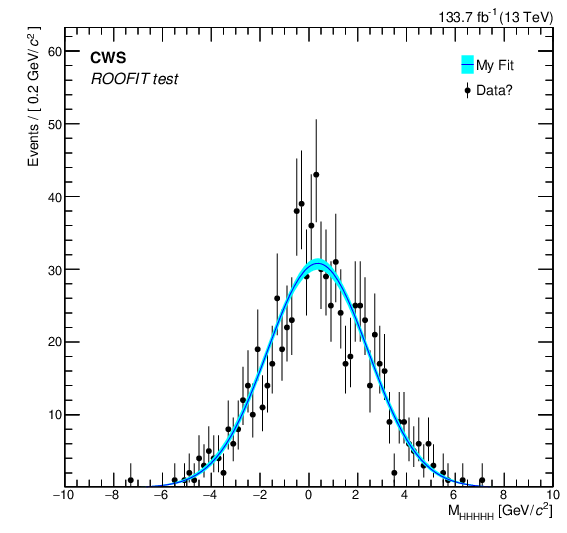 133.7 fb⁻¹ (13 TeV)
Events / [ 0.2 GeV/c² ]
60
50
40
30
20
10
CWS
ROOFIT test
My Fit
Data?
−10 −8 −6 −4 −2 0 2 4 6 8 10
M_HHHHH [GeV/c²]